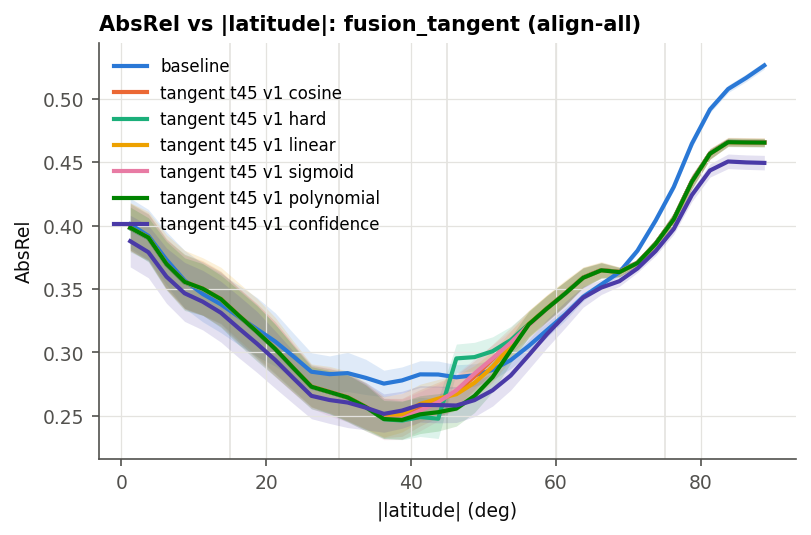 AbsRel vs |latitude|: fusion_tangent (align-all)
baseline
tangent t45 v1 cosine
tangent t45 v1 hard
tangent t45 v1 linear
tangent t45 v1 sigmoid
tangent t45 v1 polynomial
tangent t45 v1 confidence
AbsRel
0.50
0.45
0.40
0.35
0.30
0.25
0 20 40 60 80
|latitude| (deg)